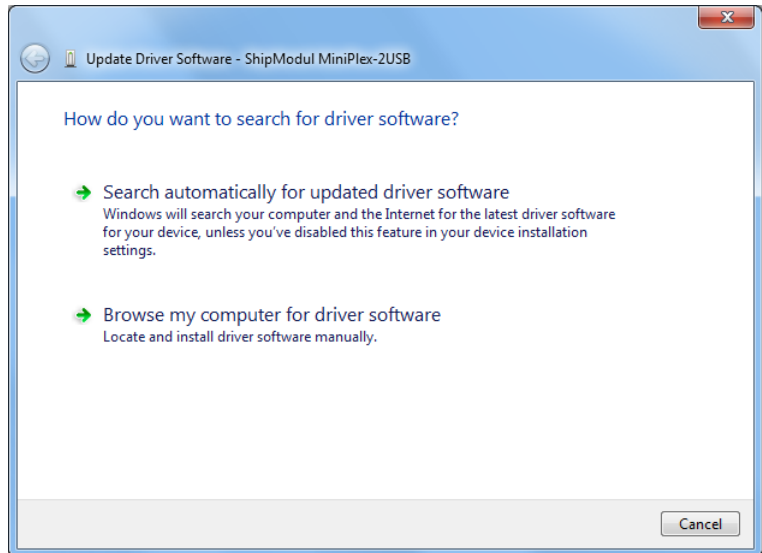 Update Driver Software - ShipModul MiniPlex-2USB
How do you want to search for driver software?
Search automatically for updated driver software
Windows will search your computer and the Internet for the latest driver software
for your device, unless you've disabled this feature in your device installation
settings.
Browse my computer for driver software
Locate and install driver software manually.
Cancel